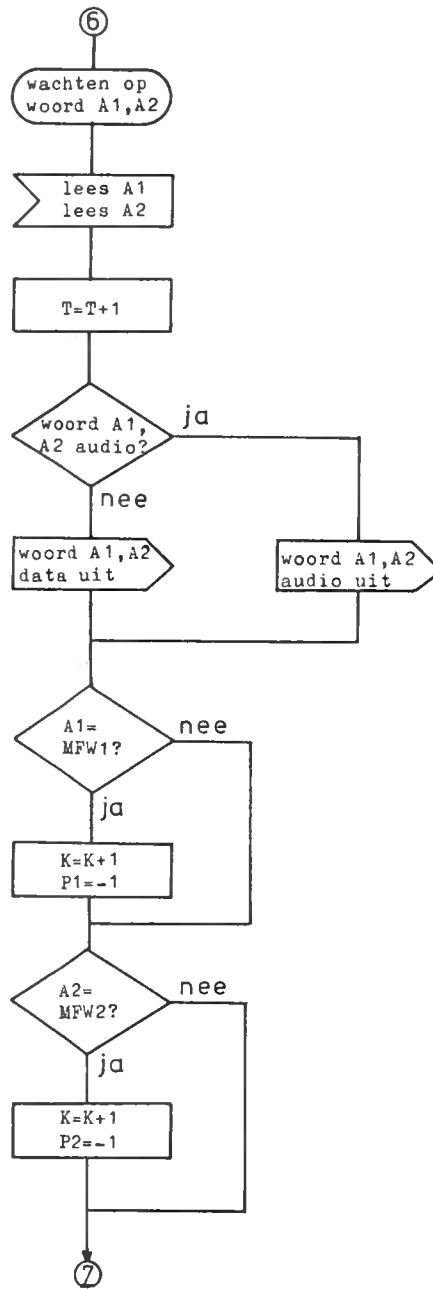 6
wachten op
woord A1,A2
lees A1
lees A2
T=T+1
woord A1,
A2 audio?
ja
nee
woord A1,A2
data uit
woord A1,A2
audio uit
A1=
MFW1?
nee
ja
K=K+1
P1=-1
A2=
MFW2?
nee
ja
K=K+1
P2=-1
7